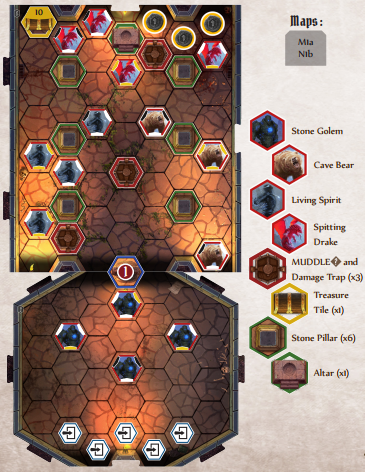 10
Maps:
M1a
N1b
Stone Golem
Cave Bear
Living Spirit
Spitting
Drake
MUDDLE� and
Damage Trap (x3)
Treasure
Tile (x1)
Stone Pillar (x6)
Altar (x1)
1